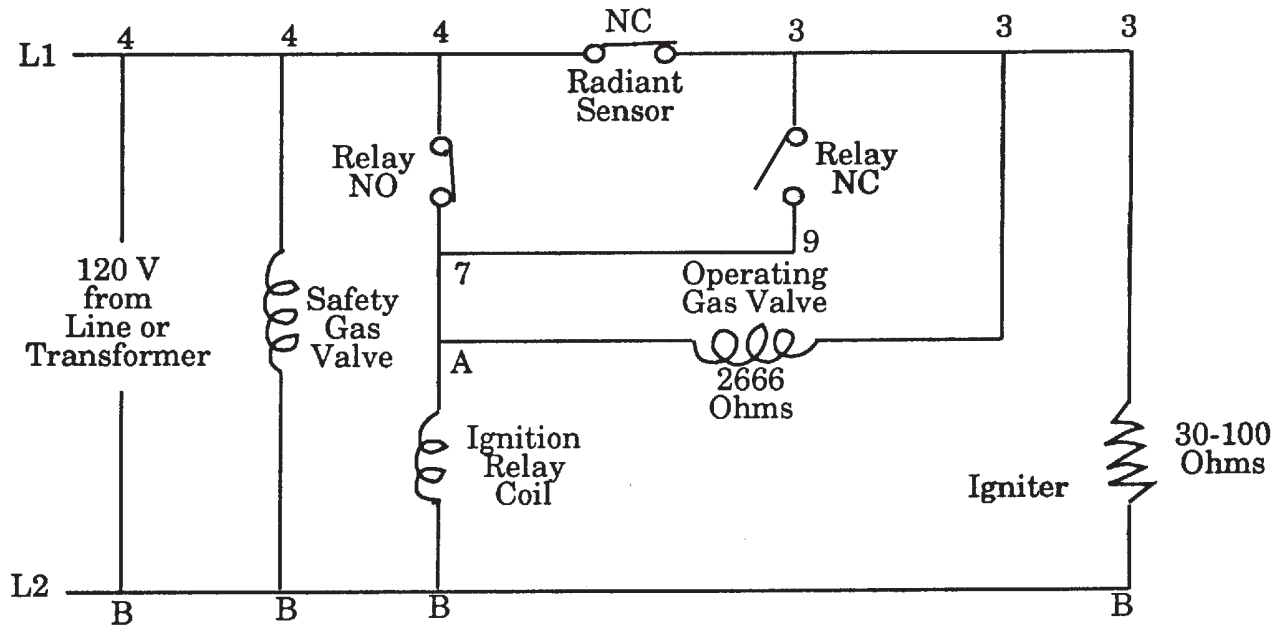 NC
4
4
4
3
3
3
L1
Radiant
Sensor
Relay
NO
Relay
NC
9
7
120 V
from
Line or
Transformer
Safety
Gas
Valve
Operating
Gas Valve
A
2666
Ohms
Ignition
Relay
Coil
Igniter
30-100
Ohms
L2
B
B
B
B